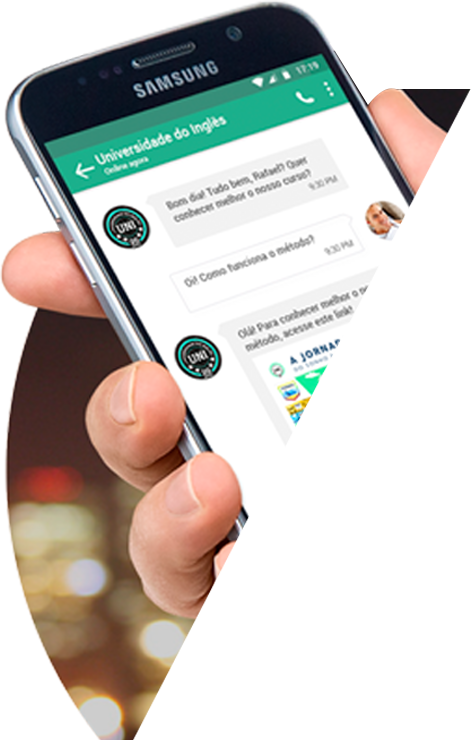 SAMSUNG
17:19
Universidade do Inglês
Online agora
Bom dia! Tudo bem, Rafael? Quer
conhecer melhor o nosso curso?
9:30 PM
UNI
Oi! Como funciona o método?
9:30 PM
Olá! Para conhecer melhor o
método, acesse este link!
UNI
A JORNA
DO SONHO